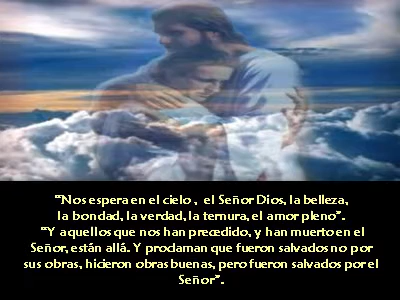 "Nos espera en el cielo , el Señor Dios, la belleza,
la bondad, la verdad, la ternura, el amor pleno".
"Y aquellos que nos han precedido, y han muerto en el
Señor, están allá. Y proclaman que fueron salvados no por
sus obras, hicieron obras buenas, pero fueron salvados por el
Señor".